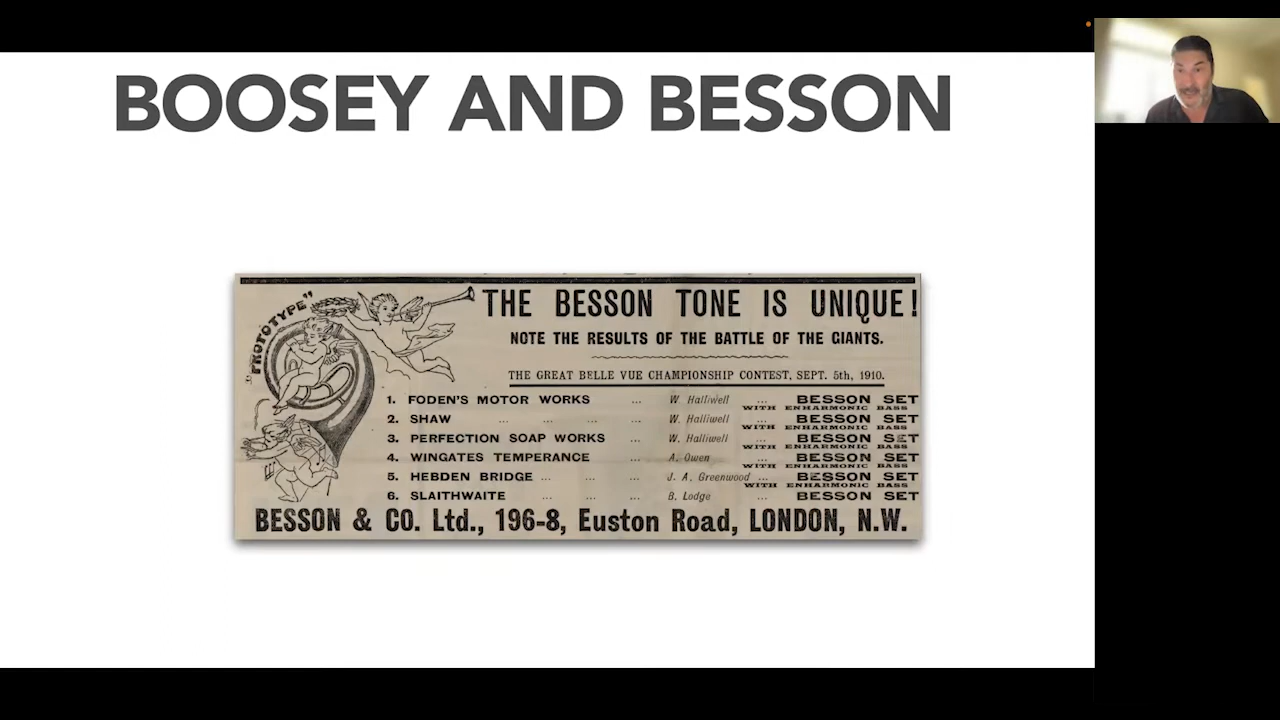 BOOSEY AND BESSON
"PROTOTYPE"
THE BESSON TONE IS UNIQUE!
NOTE THE RESULTS OF THE BATTLE OF THE GIANTS.
THE GREAT BELLE VUE CHAMPIONSHIP CONTEST, SEPT. 5th, 1910.
1. FODEN'S MOTOR WORKS ... W. Halliwell ... BESSON SET
WITH ENHARMONIC BASS
2. SHAW ... ... ... W. Halliwell ... BESSON SET
WITH ENHARMONIC BASS
3. PERFECTION SOAP WORKS ... W. Halliwell ... BESSON SET
WITH ENHARMONIC BASS
4. WINGATES TEMPERANCE ... A. Owen ... BESSON SET
WITH ENHARMONIC BASS
5. HEBDEN BRIDGE ... ... ... J. A. Greenwood ... BESSON SET
WITH ENHARMONIC BASS
6. SLAITHWAITE ... ... ... B. Lodge ... BESSON SET
BESSON & CO. Ltd., 196-8, Euston Road, LONDON, N.W.